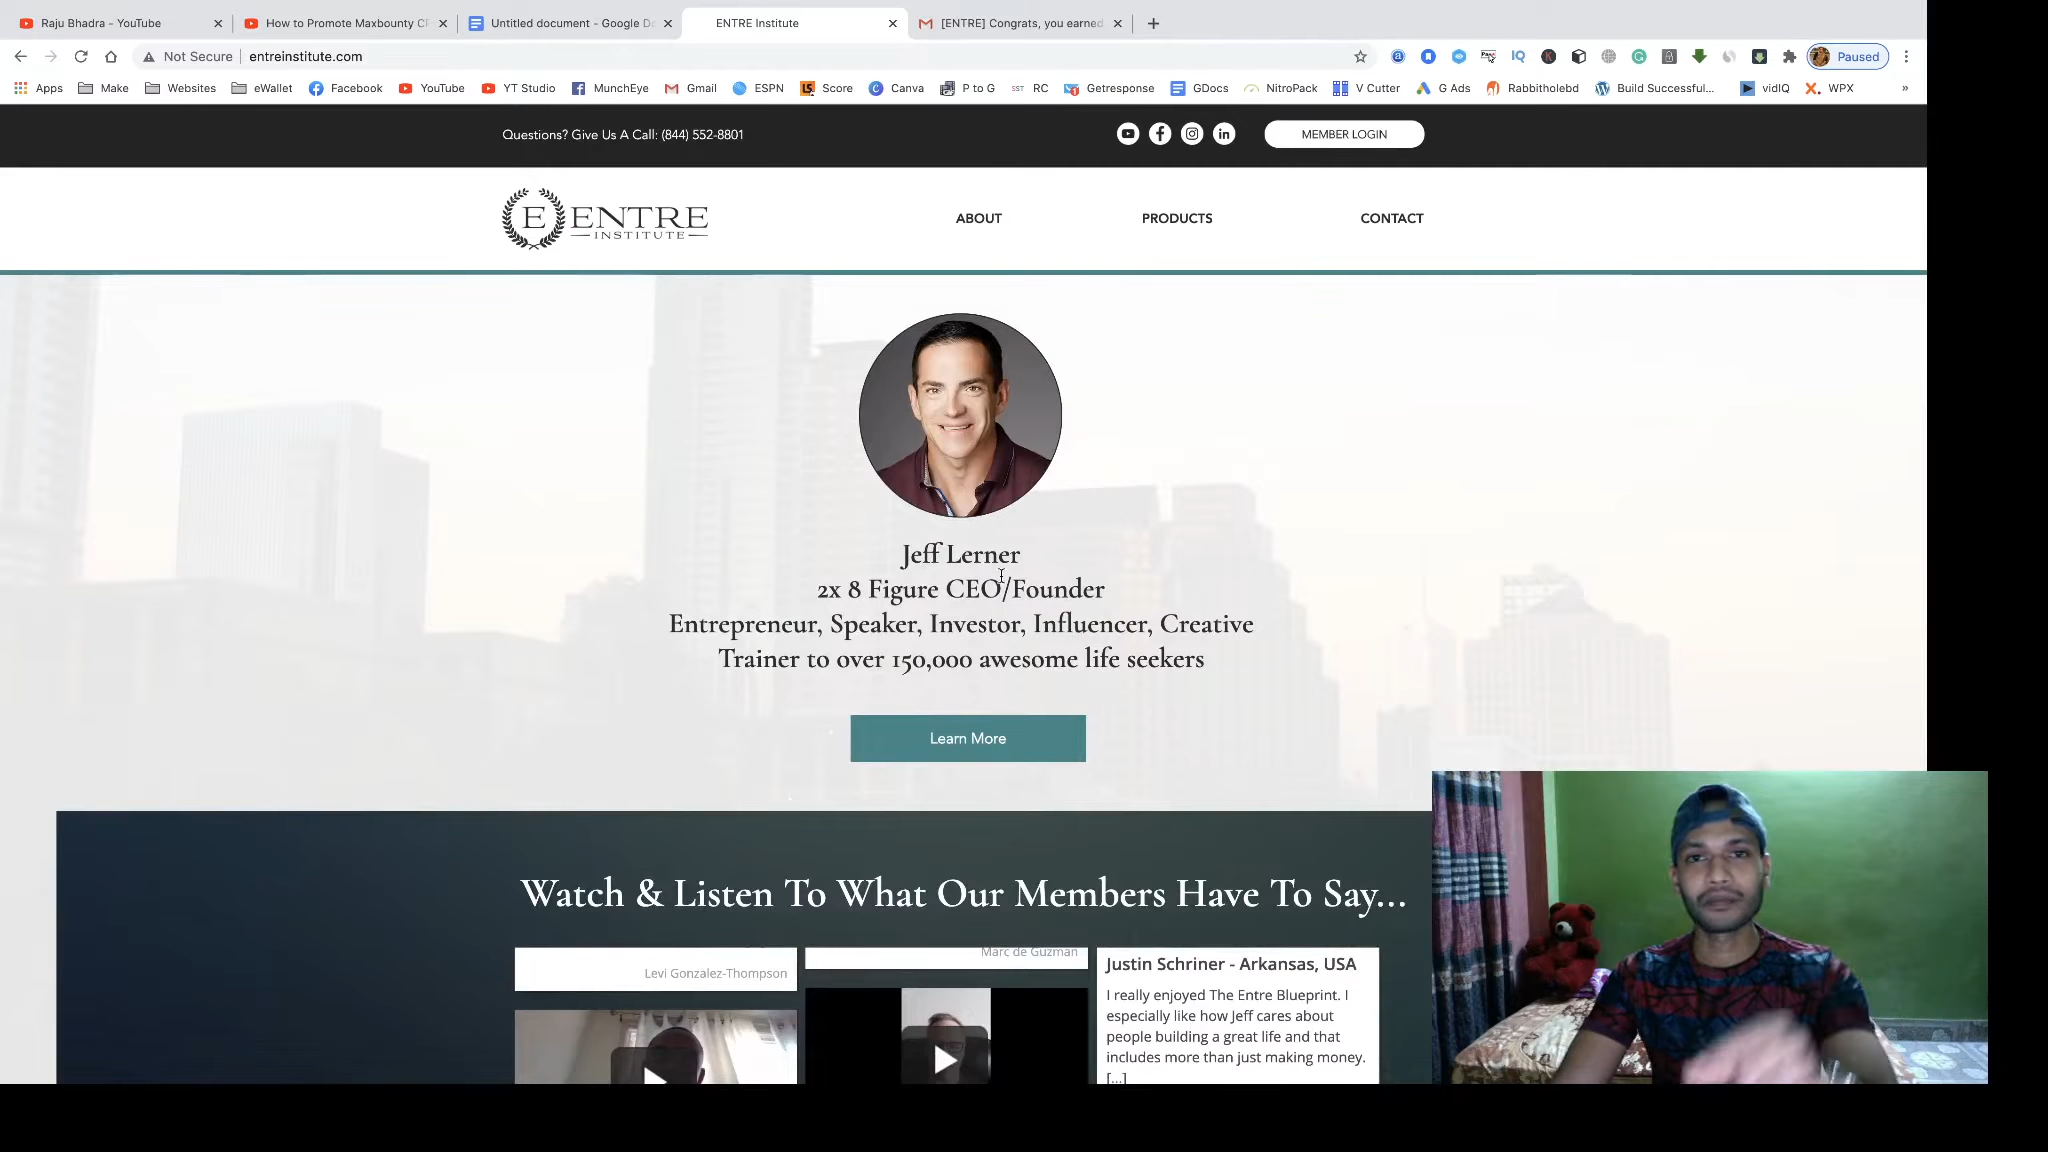 Raju Bhadra - YouTube
How to Promote Maxbounty CP
Untitled document - Google Do
ENTRE Institute
[ENTRE] Congrats, you earned
Not Secure
entreinstitute.com
Paused
Apps
Make
Websites
eWallet
Facebook
YouTube
YT Studio
MunchEye
Gmail
ESPN
Score
Canva
P to G
SST RC
Getresponse
GDocs
NitroPack
V Cutter
G Ads
Rabbitholebd
Build Successful...
vidIQ
WPX
»
Questions? Give Us A Call: (844) 552-8801
MEMBER LOGIN
E ENTRE
INSTITUTE
ABOUT
PRODUCTS
CONTACT
Jeff Lerner
2x 8 Figure CEO/Founder
Entrepreneur, Speaker, Investor, Influencer, Creative
Trainer to over 150,000 awesome life seekers
Learn More
Watch & Listen To What Our Members Have To Say...
Levi Gonzalez-Thompson
Marc de Guzman
Justin Schriner - Arkansas, USA
I really enjoyed The Entre Blueprint. I
especially like how Jeff cares about
people building a great life and that
includes more than just making money.
[...]